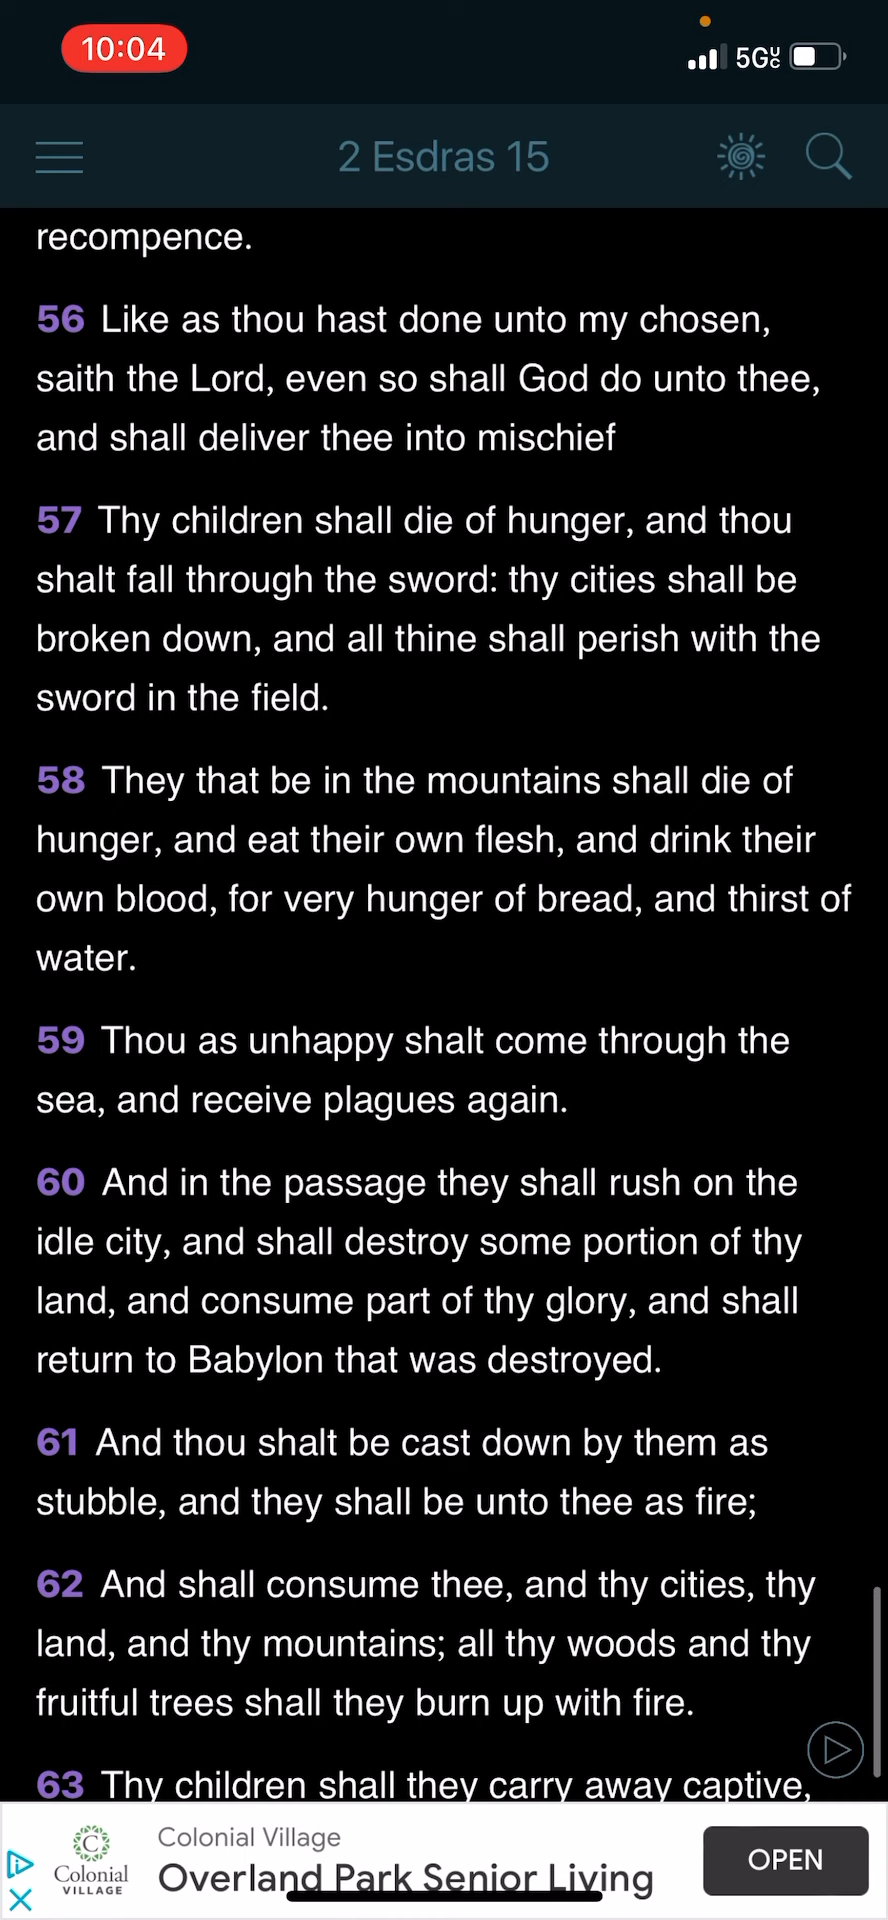 10:04
5GUC
2 Esdras 15
recompence.
56 Like as thou hast done unto my chosen,
saith the Lord, even so shall God do unto thee,
and shall deliver thee into mischief
57 Thy children shall die of hunger, and thou
shalt fall through the sword: thy cities shall be
broken down, and all thine shall perish with the
sword in the field.
58 They that be in the mountains shall die of
hunger, and eat their own flesh, and drink their
own blood, for very hunger of bread, and thirst of
water.
59 Thou as unhappy shalt come through the
sea, and receive plagues again.
60 And in the passage they shall rush on the
idle city, and shall destroy some portion of thy
land, and consume part of thy glory, and shall
return to Babylon that was destroyed.
61 And thou shalt be cast down by them as
stubble, and they shall be unto thee as fire;
62 And shall consume thee, and thy cities, thy
land, and thy mountains; all thy woods and thy
fruitful trees shall they burn up with fire.
63 Thy children shall they carry away captive,
C
Colonial
VILLAGE
Colonial Village
Overland Park Senior Living
OPEN